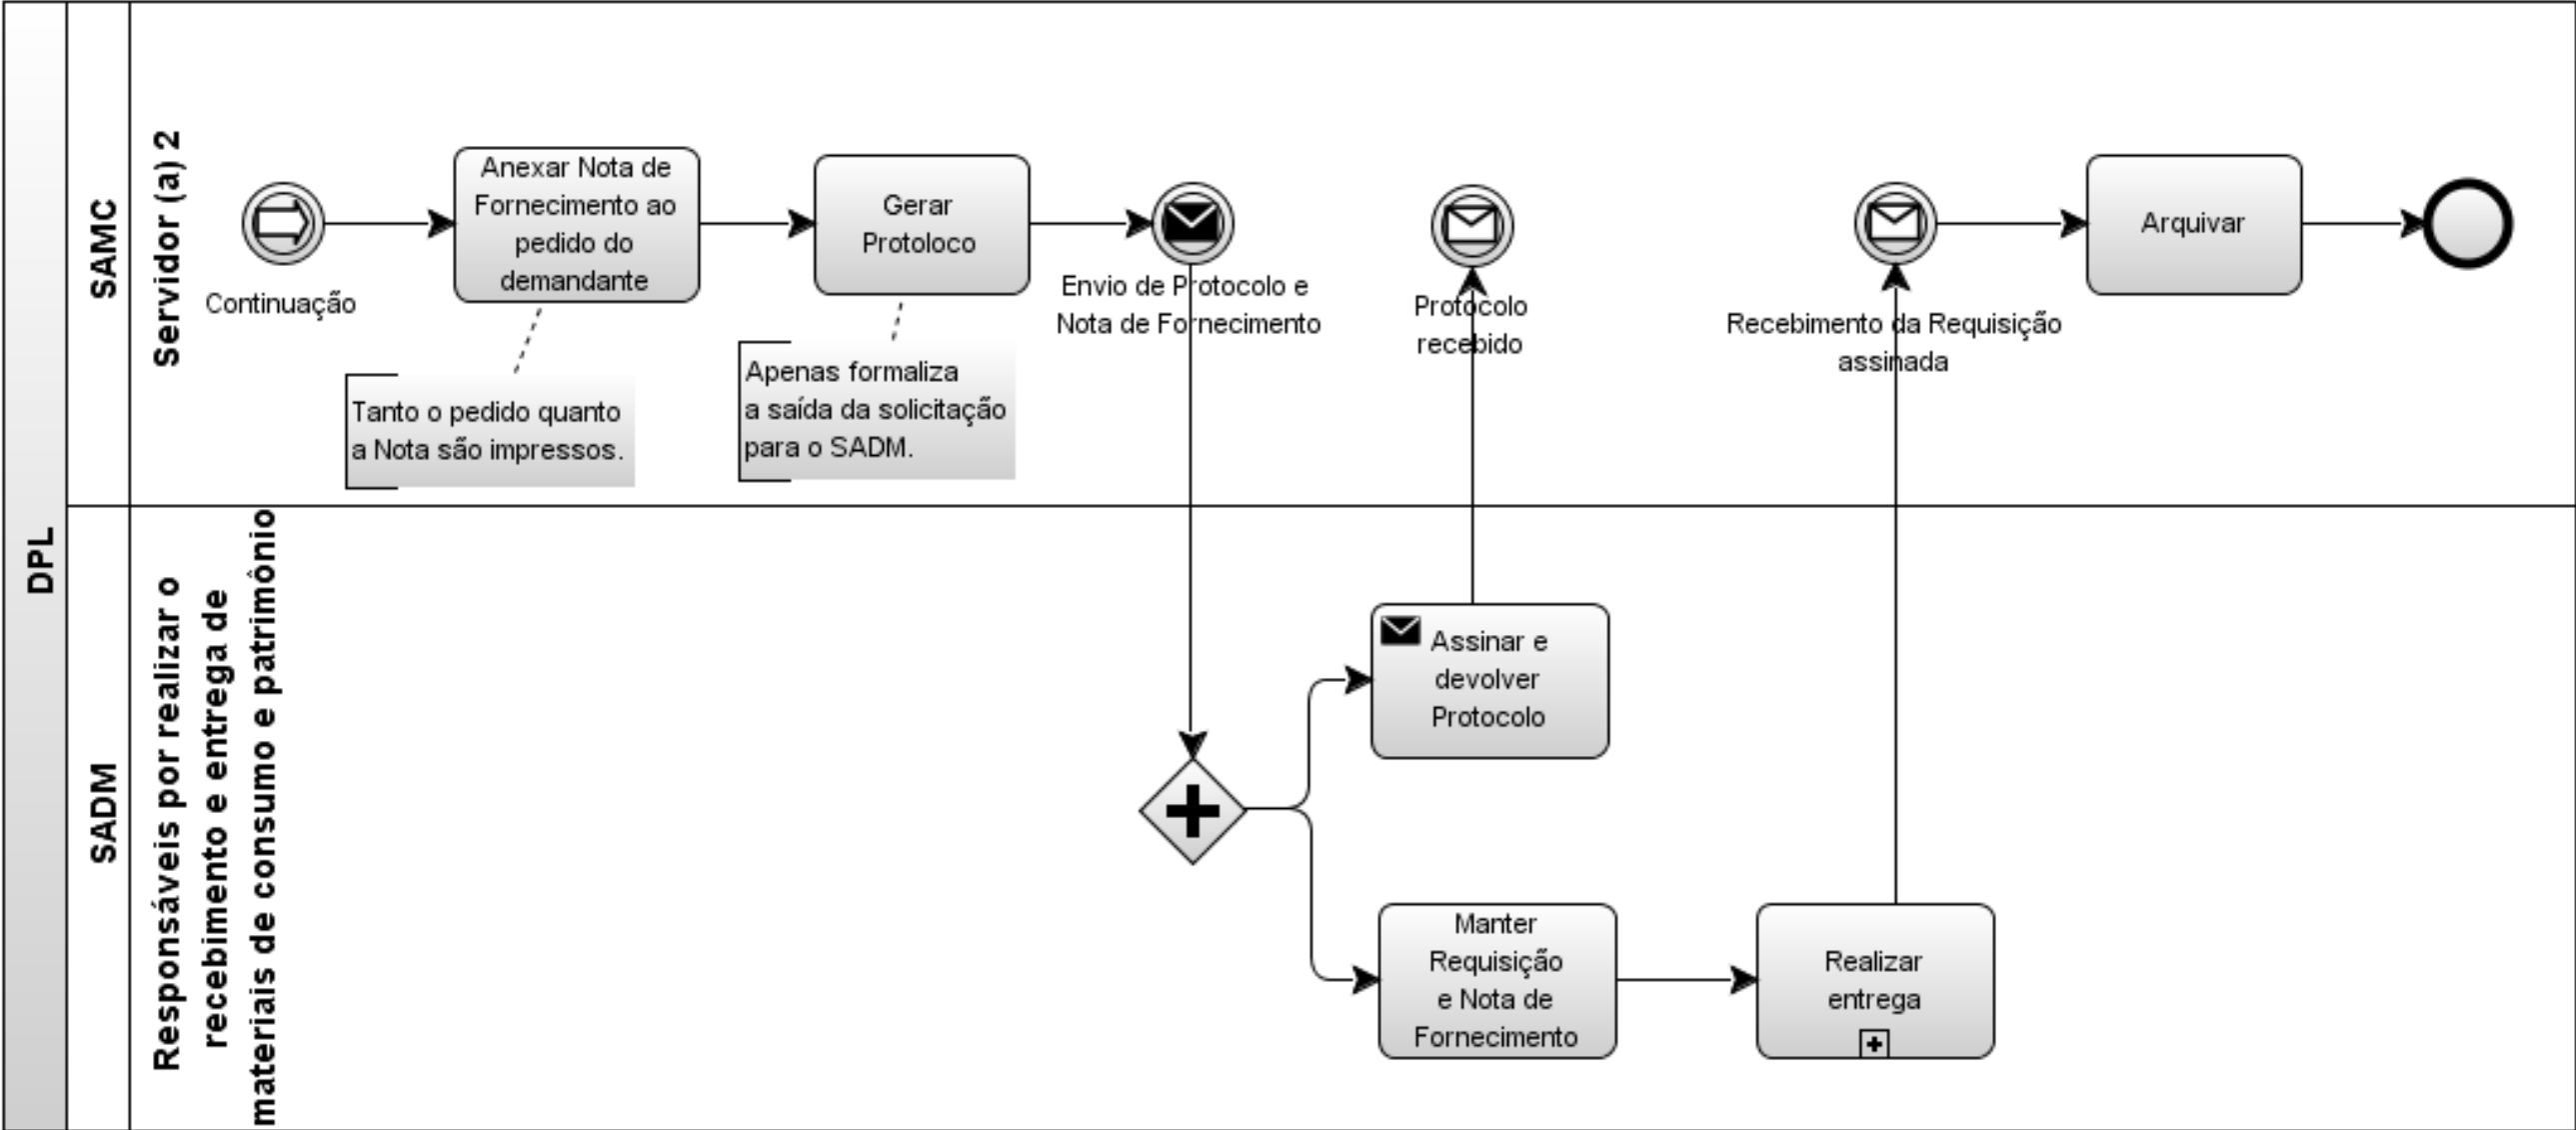 DPL
SAMC
Servidor (a) 2
Continuação
Anexar Nota de
Fornecimento ao
pedido do
demandante
Tanto o pedido quanto
a Nota são impressos.
Gerar
Protoloco
Apenas formaliza
a saída da solicitação
para o SADM.
Envio de Protocolo e
Nota de Fornecimento
Protocolo
recebido
Recebimento da Requisição
assinada
Arquivar
SADM
Responsáveis por realizar o
recebimento e entrega de
materiais de consumo e patrimônio
Assinar e
devolver
Protocolo
Manter
Requisição
e Nota de
Fornecimento
Realizar
entrega